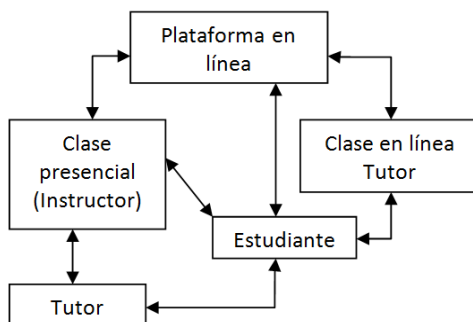 Plataforma en
línea
Clase
presencial
(Instructor)
Clase en línea
Tutor
Estudiante
Tutor